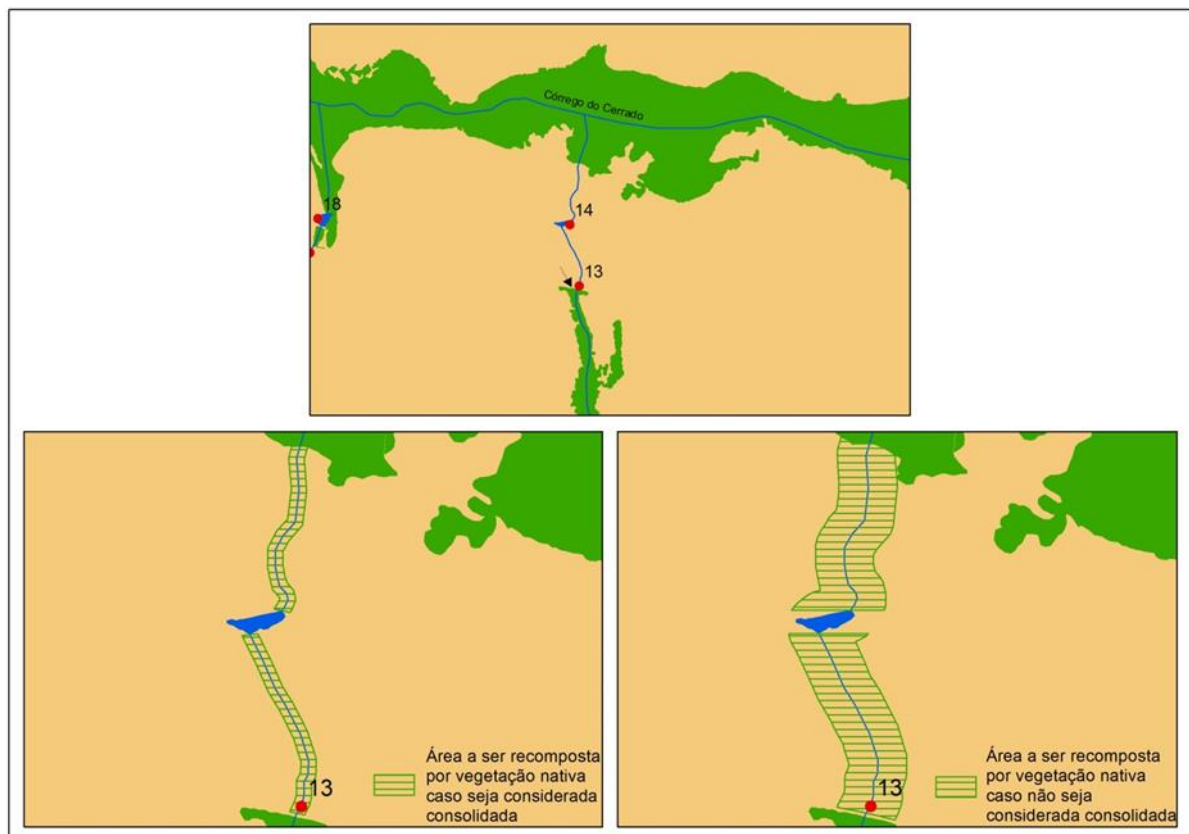 Córrego do Cerrado
18
14
13
13
Área a ser recomposta
por vegetação nativa
caso seja considerada
consolidada
13
Área a ser recomposta
por vegetação nativa
caso não seja
considerada consolidada